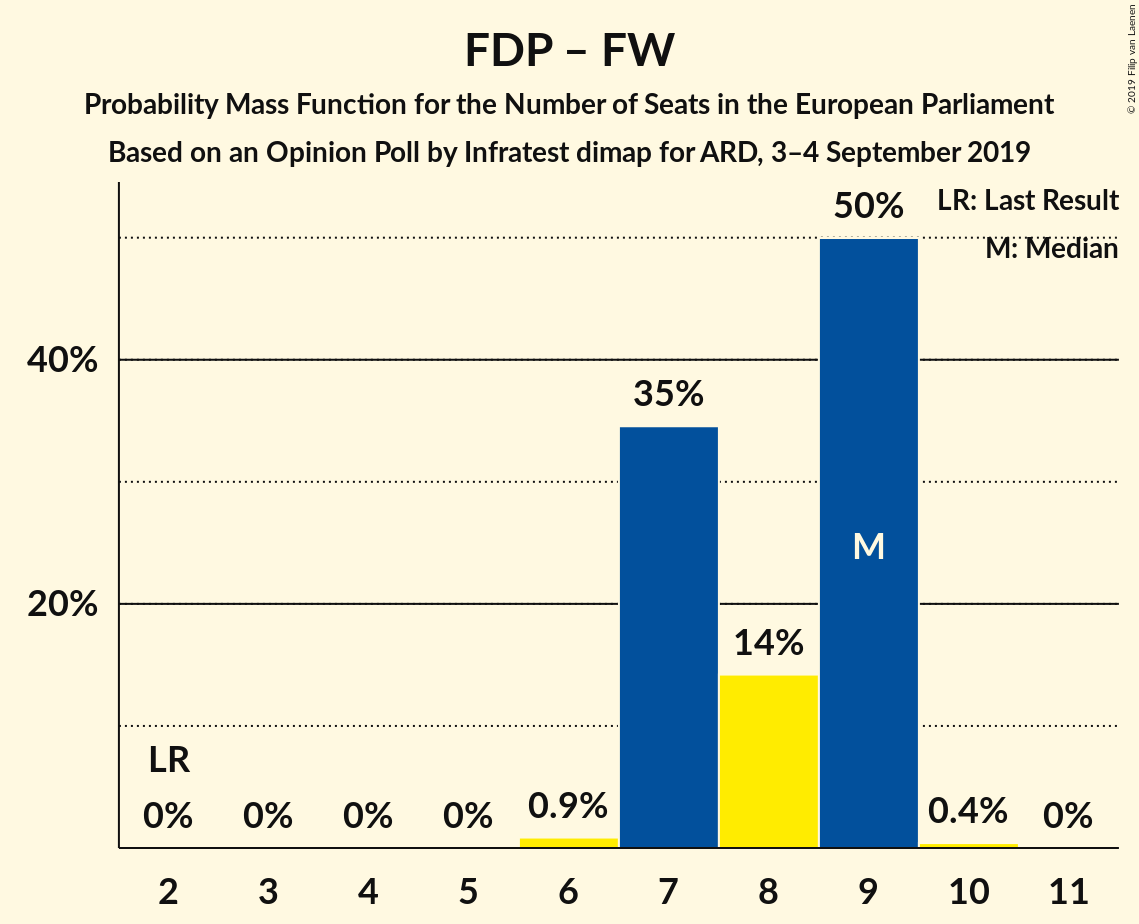 FDP – FW
Probability Mass Function for the Number of Seats in the European Parliament
Based on an Opinion Poll by Infratest dimap for ARD, 3–4 September 2019
© 2019 Filip van Laenen
LR: Last Result
M: Median
50%
40%
35%
M
20%
14%
LR
0% 0% 0% 0% 0.9% 0.4% 0%
2 3 4 5 6 7 8 9 10 11